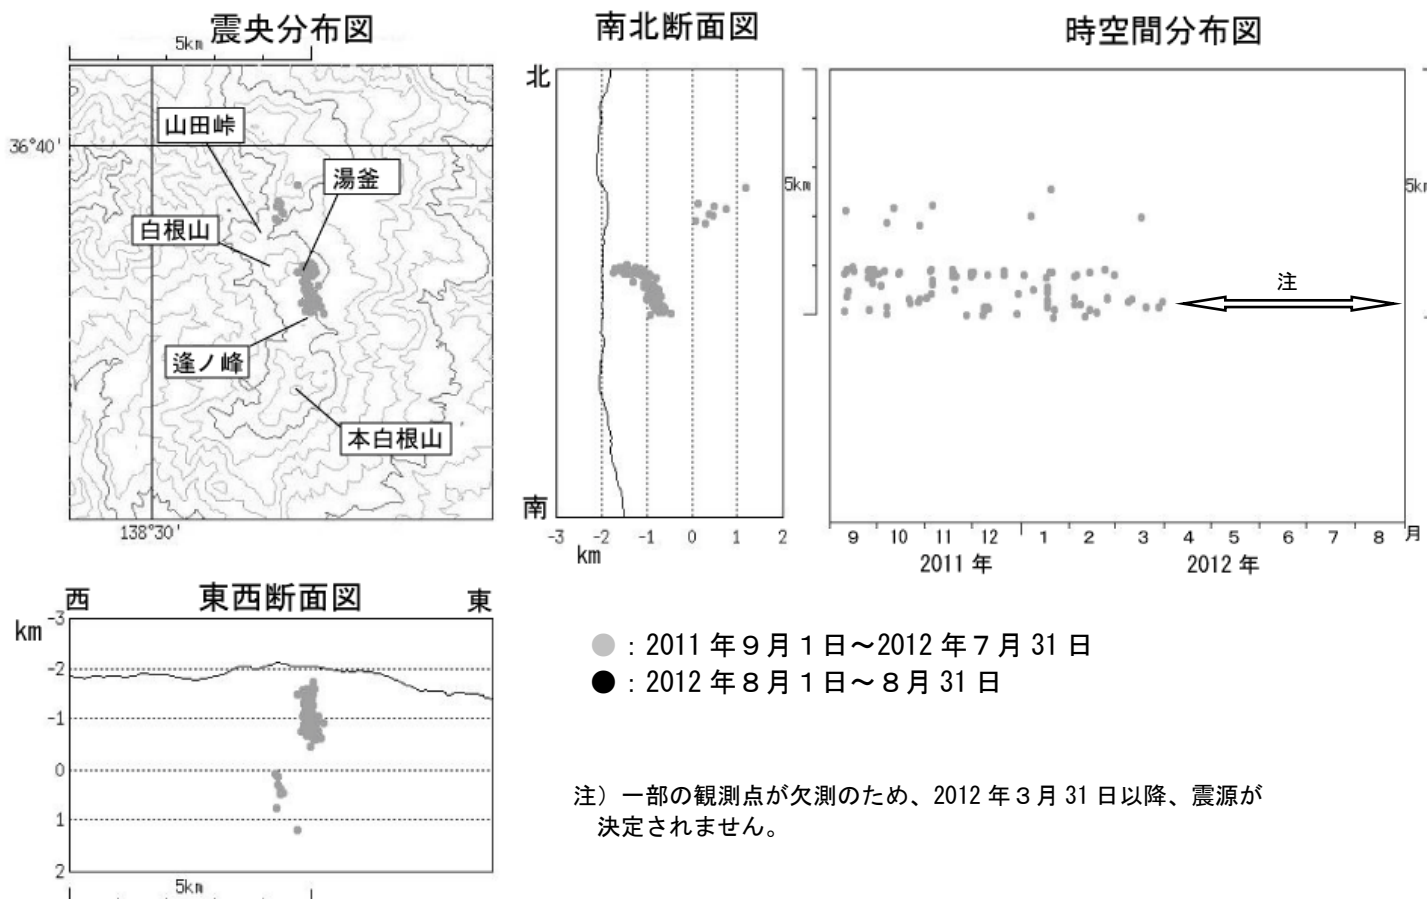 震央分布図
5km
36°40'
山田峠
湯釜
白根山
逢ノ峰
本白根山
138°30'
南北断面図
北
南
-3 -2 -1 0 1 2
km
時空間分布図
5km
5km
注
9 10 11 12 1 2 3 4 5 6 7 8 月
2011 年 2012 年
東西断面図
西 東
km
-3
-2
-1
0
1
2
5km
：2011 年９月１日～2012 年７月 31 日
：2012 年８月１日～８月 31 日
注）一部の観測点が欠測のため、2012 年３月 31 日以降、震源が
決定されません。